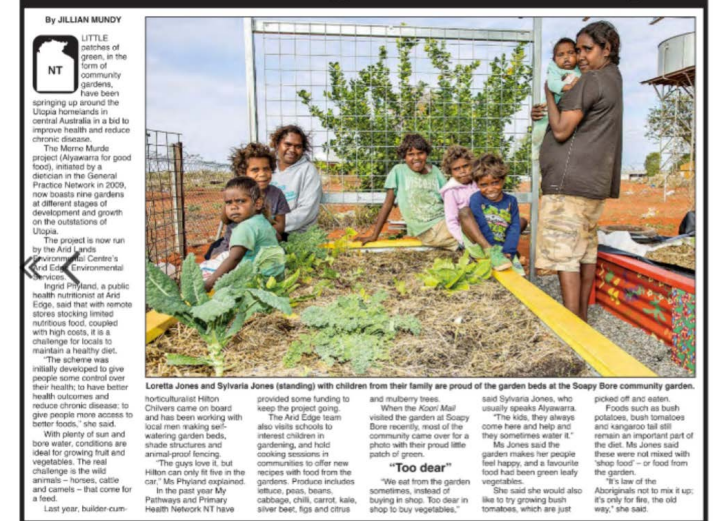 By JILLIAN MUNDY
NT
LITTLE
patches of
green, in the
form of
community
gardens,
have been
springing up around the
Utopia homelands in
central Australia in a bid to
improve health and reduce
chronic disease.
The Merne Murde
project (Alyawarra for good
food), initiated by a
dietician in the General
Practice Network in 2009,
now boasts nine gardens
at different stages of
development and growth
on the outstations of
Utopia.
The project is now run
by the Arid Lands
Environmental Centre's
Arid Edge Environmental
Services.
Ingrid Phyland, a public
health nutritionist at Arid
Edge, said that with remote
stores stocking limited
nutritious food, coupled
with high costs, it is a
challenge for locals to
maintain a healthy diet.
"The scheme was
initially developed to give
people some control over
their health; to have better
health outcomes and
reduce chronic disease; to
give people more access to
better foods," she said.
With plenty of sun and
bore water, conditions are
ideal for growing fruit and
vegetables. The real
challenge is the wild
animals – horses, cattle
and camels – that come for
a feed.
Last year, builder-cum-
Loretta Jones and Sylvaria Jones (standing) with children from their family are proud of the garden beds at the Soapy Bore community garden.
horticulturalist Hilton
Chilvers came on board
and has been working with
local men making self-
watering garden beds,
shade structures and
animal-proof fencing.
"The guys love it, but
Hilton can only fit five in the
car," Ms Phyland explained.
In the past year My
Pathways and Primary
Health Network NT have
provided some funding to
keep the project going.
The Arid Edge team
also visits schools to
interest children in
gardening, and hold
cooking sessions in
communities to offer new
recipes with food from the
gardens. Produce includes
lettuce, peas, beans,
cabbage, chilli, carrot, kale,
silver beet, figs and citrus
and mulberry trees.
When the Koori Mail
visited the garden at Soapy
Bore recently, most of the
community came over for a
photo with their proud little
patch of green.
"Too dear"
"We eat from the garden
sometimes, instead of
buying in shop. Too dear in
shop to buy vegetables,"
said Sylvaria Jones, who
usually speaks Alyawarra.
"The kids, they always
come here and help and
they sometimes water it."
Ms Jones said the
garden makes her people
feel happy, and a favourite
food had been green leafy
vegetables.
She said she would also
like to try growing bush
tomatoes, which are just
picked off and eaten.
Foods such as bush
potatoes, bush tomatoes
and kangaroo tail still
remain an important part of
the diet. Ms Jones said
these were not mixed with
'shop food' – or food from
the garden.
"It's law of the
Aboriginals not to mix it up;
it's only for fire, the old
way," she said.